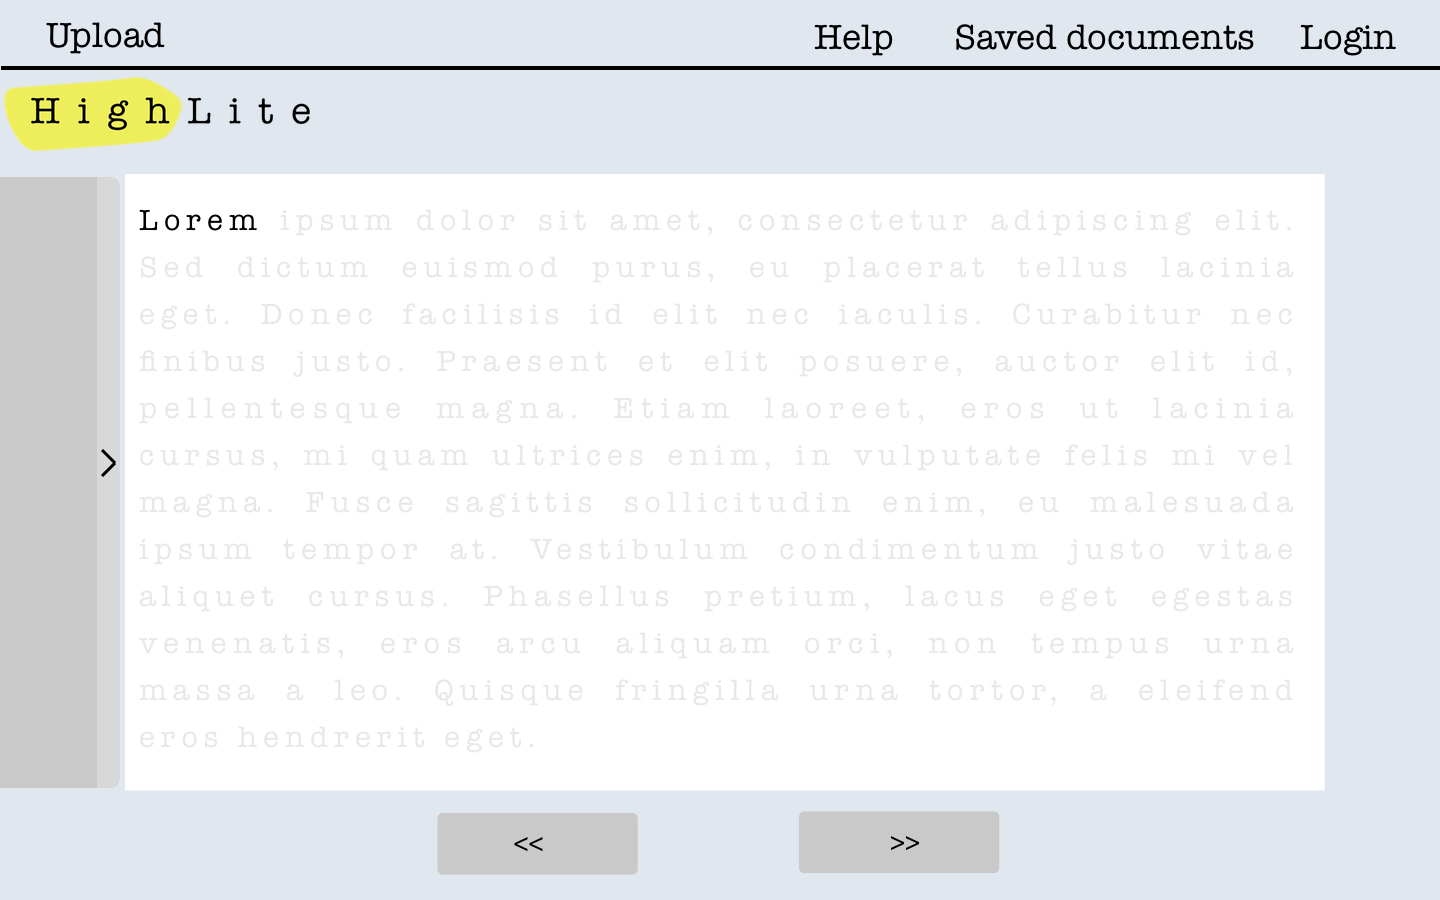 Upload Help Saved documents Login
HighLite
Lorem ipsum dolor sit amet, consectetur adipiscing elit.
Sed dictum euismod purus, eu placerat tellus lacinia
eget. Donec facilisis id elit nec iaculis. Curabitur nec
finibus justo. Praesent et elit posuere, auctor elit id,
pellentesque magna. Etiam laoreet, eros ut lacinia
cursus, mi quam ultrices enim, in vulputate felis mi vel
magna. Fusce sagittis sollicitudin enim, eu malesuada
ipsum tempor at. Vestibulum condimentum justo vitae
aliquet cursus. Phasellus pretium, lacus eget egestas
venenatis, eros arcu aliquam orci, non tempus urna
massa a leo. Quisque fringilla urna tortor, a eleifend
eros hendrerit eget.
<< >>